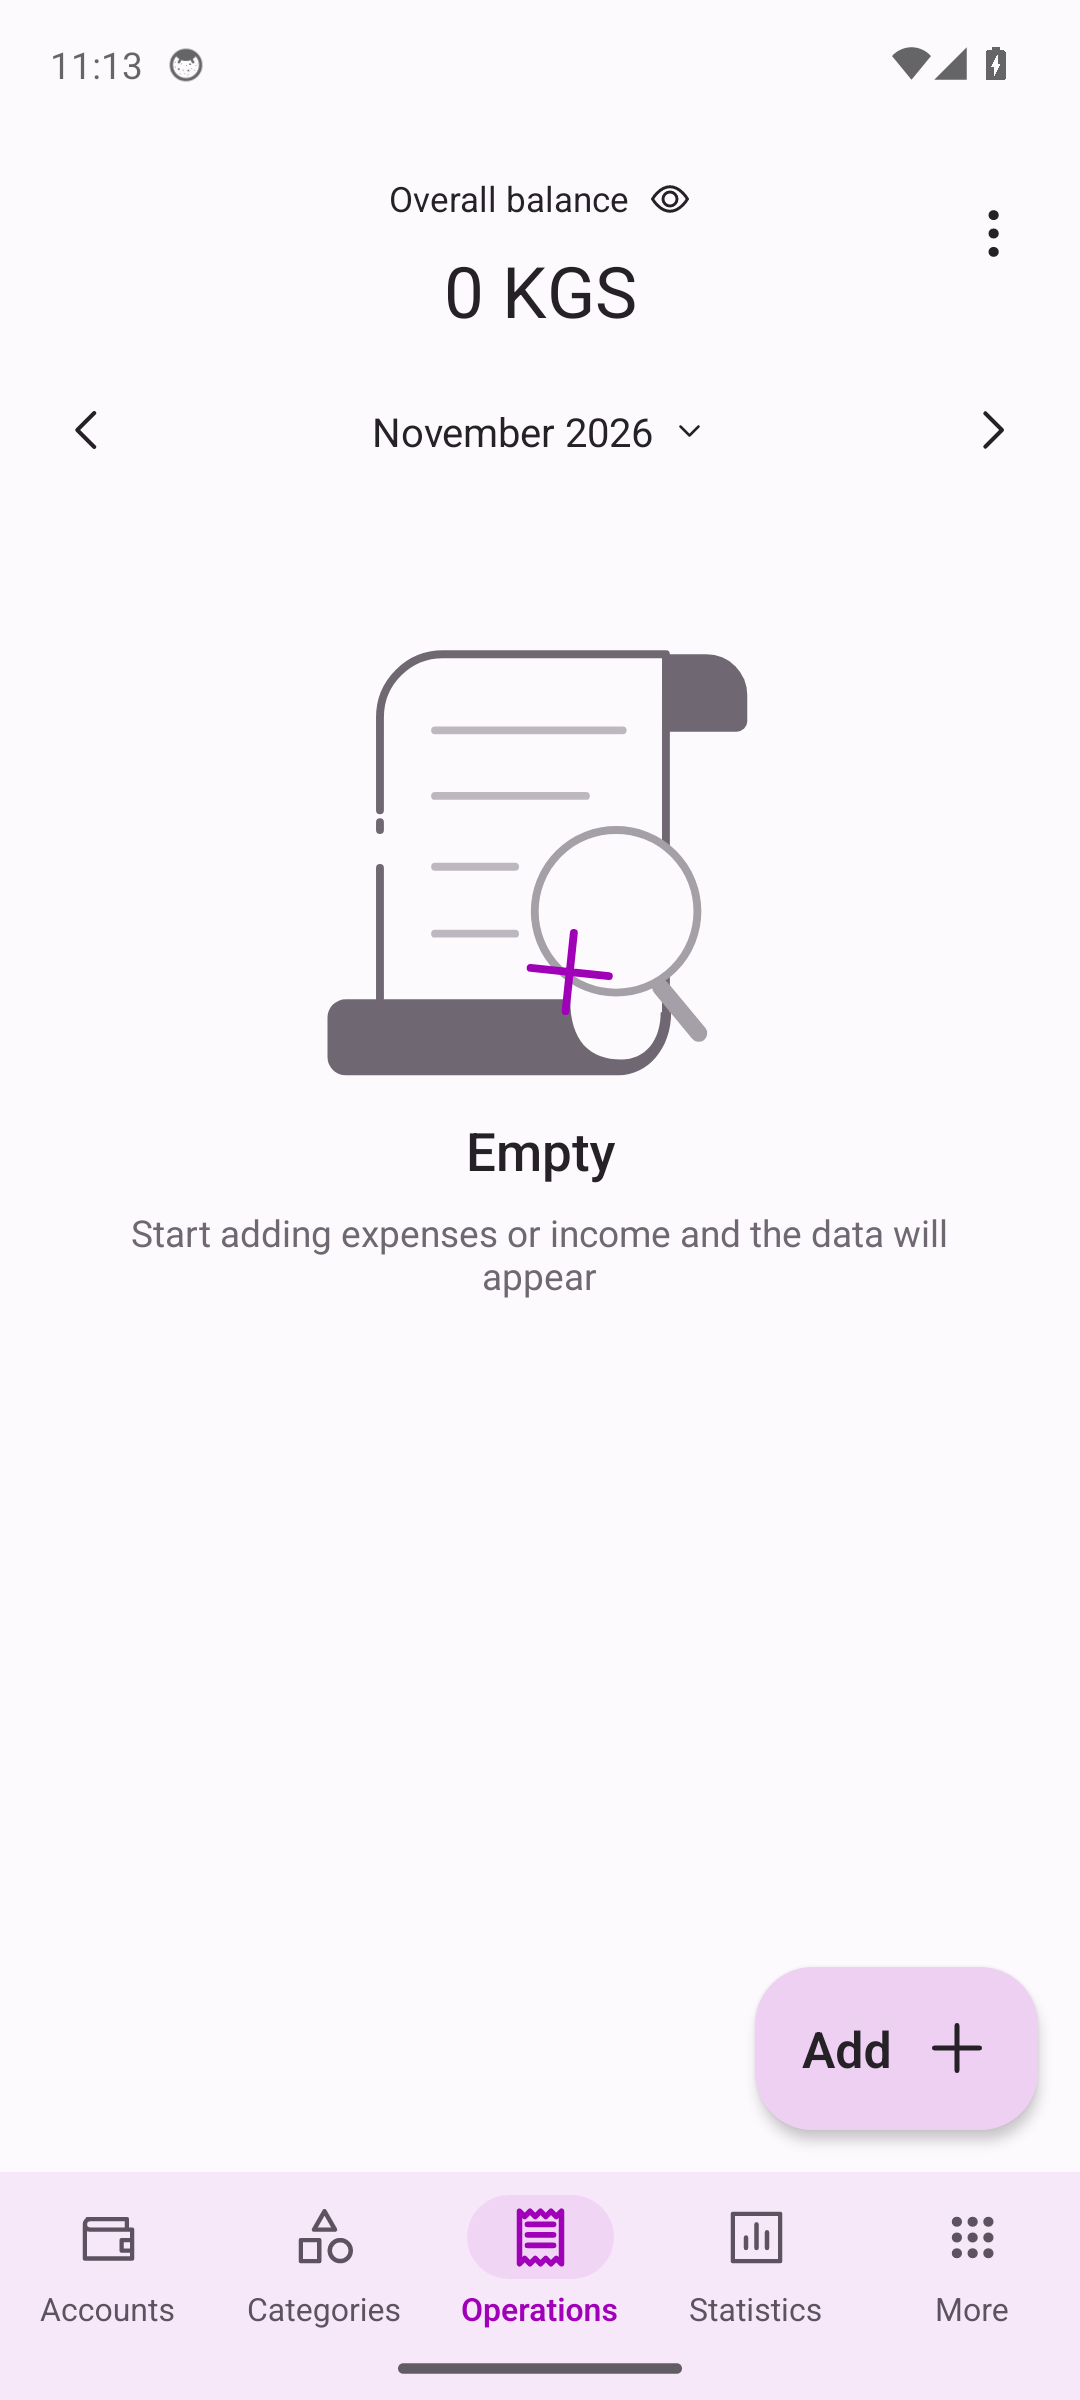 11:13
Overall balance
0 KGS
November 2026
Empty
Start adding expenses or income and the data will
appear
Add
Accounts
Categories
Operations
Statistics
More